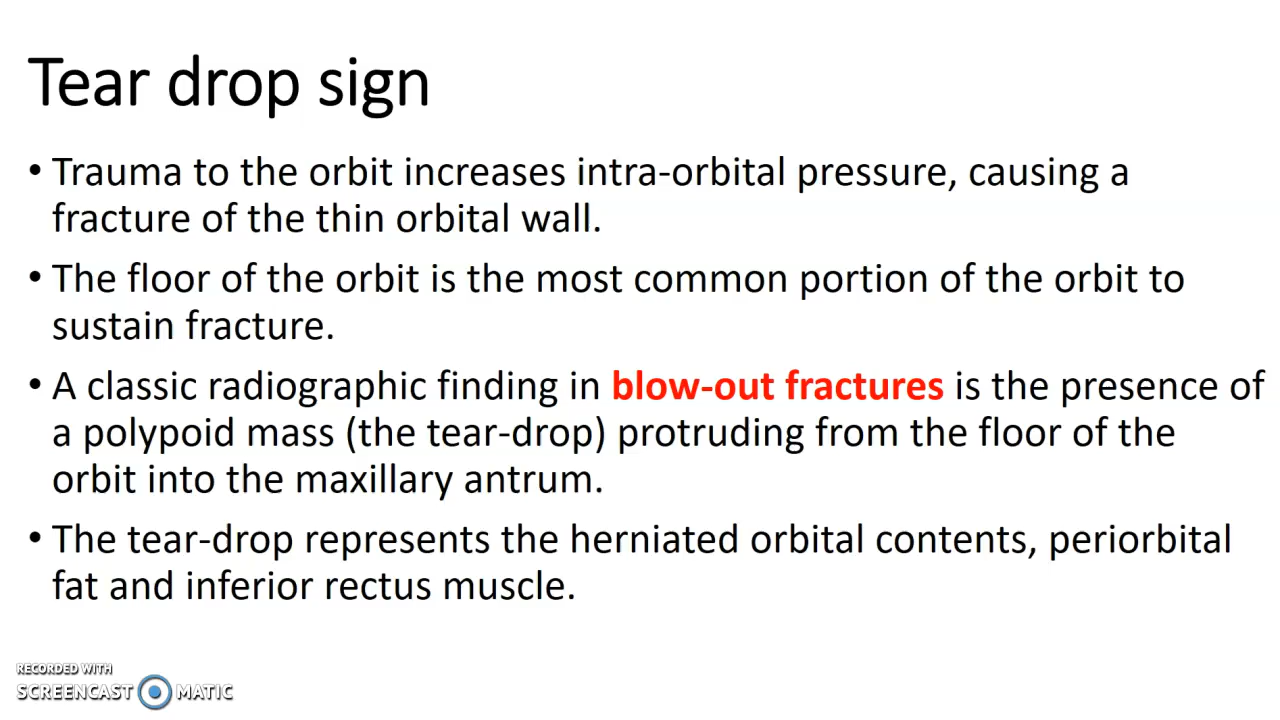 Tear drop sign
• Trauma to the orbit increases intra-orbital pressure, causing a
fracture of the thin orbital wall.
• The floor of the orbit is the most common portion of the orbit to
sustain fracture.
• A classic radiographic finding in blow-out fractures is the presence of
a polypoid mass (the tear-drop) protruding from the floor of the
orbit into the maxillary antrum.
• The tear-drop represents the herniated orbital contents, periorbital
fat and inferior rectus muscle.
RECORDED WITH
SCREENCAST MATIC